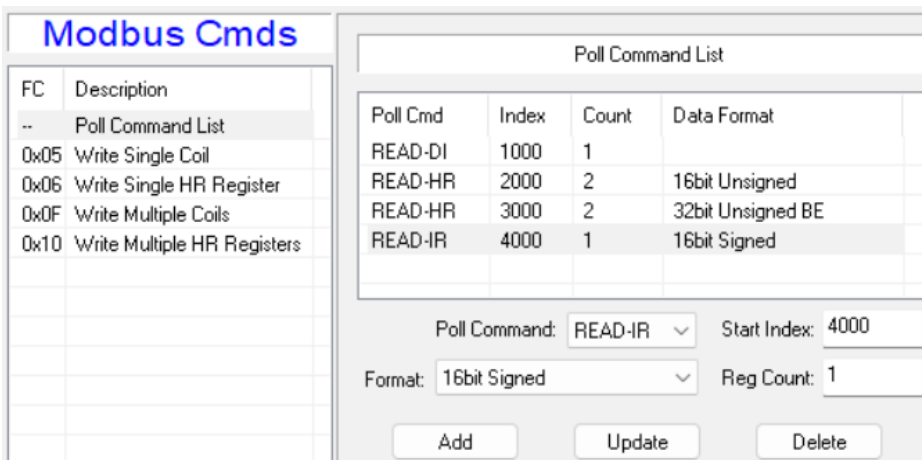 Modbus Cmds
FC Description
-- Poll Command List
0x05 Write Single Coil
0x06 Write Single HR Register
0x0F Write Multiple Coils
0x10 Write Multiple HR Registers
Poll Command List
Poll Cmd Index Count Data Format
READ-DI 1000 1
READ-HR 2000 2 16bit Unsigned
READ-HR 3000 2 32bit Unsigned BE
READ-IR 4000 1 16bit Signed
Poll Command: READ-IR Start Index: 4000
Format: 16bit Signed Reg Count: 1
Add Update Delete